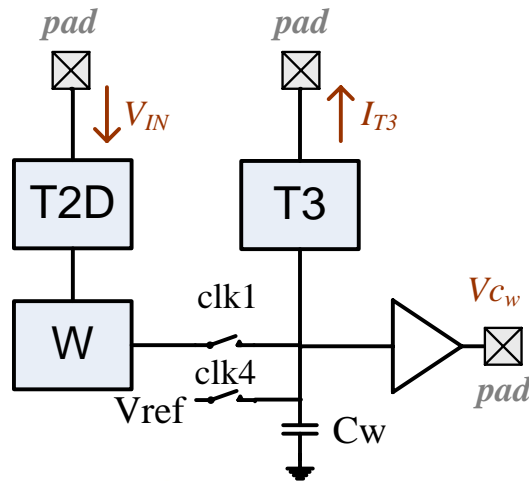 pad
pad
V_IN
I_T3
T2D
T3
clk1
Vc_w
W
clk4
Vref
pad
Cw